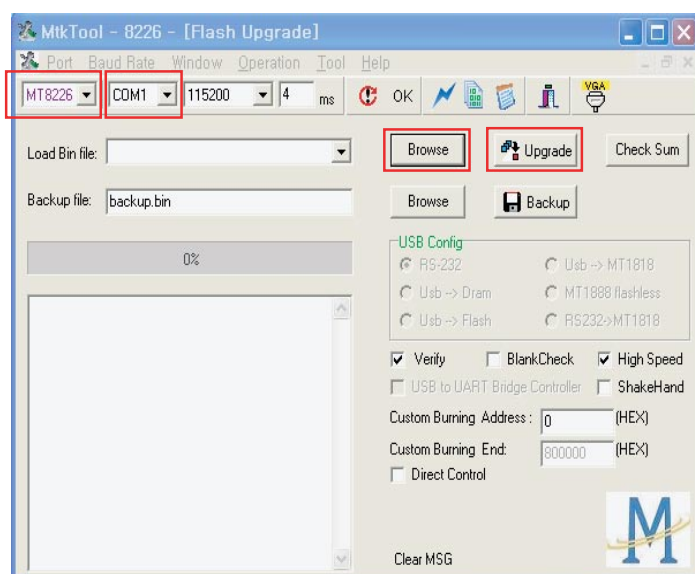 MtkTool - 8226 - [Flash Upgrade]
Port Baud Rate Window Operation Tool Help
MT8226 COM1 115200 4 ms OK VGA
Load Bin file: Browse Upgrade Check Sum
Backup file: backup.bin Browse Backup
0%
USB Config
RS-232 Usb --> MT1818
Usb --> Dram MT1888 flashless
Usb --> Flash RS232->MT1818
Verify BlankCheck High Speed
USB to UART Bridge Controller ShakeHand
Custom Burning Address : 0 (HEX)
Custom Burning End: 800000 (HEX)
Direct Control
M
Clear MSG